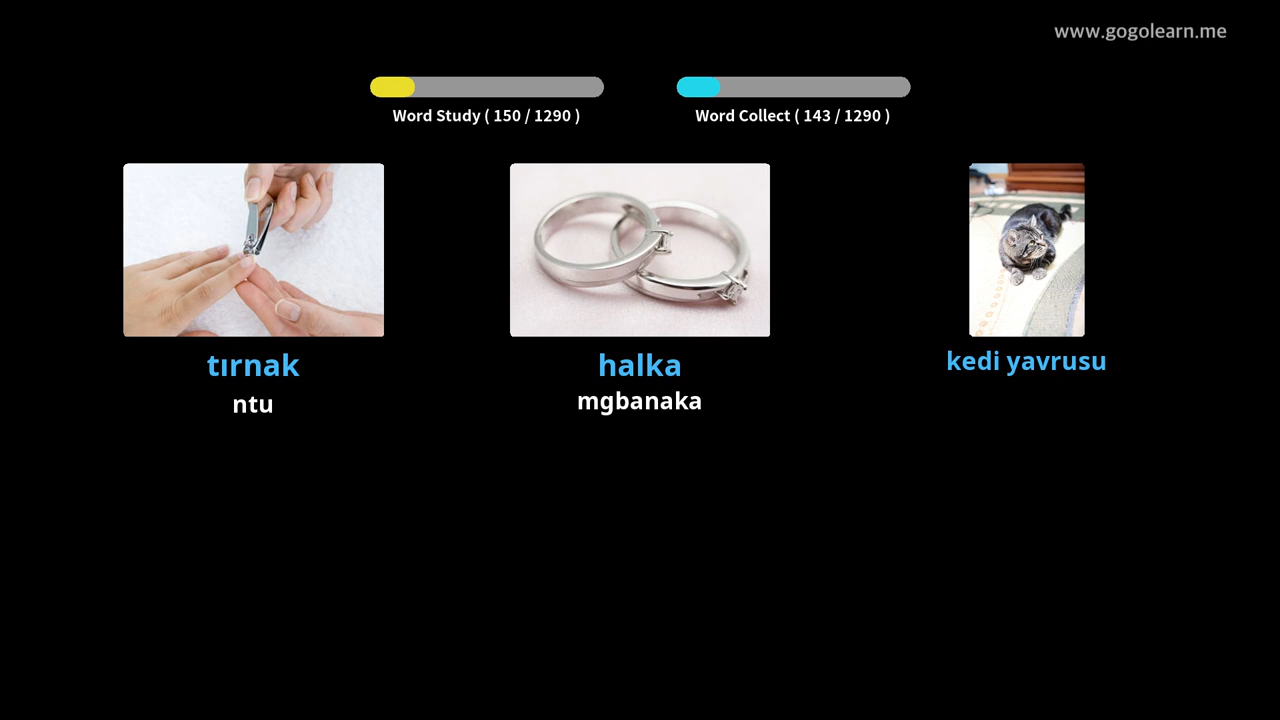 www.gogolearn.me
Word Study ( 150 / 1290 )
Word Collect ( 143 / 1290 )
tırnak
ntu
halka
mgbanaka
kedi yavrusu